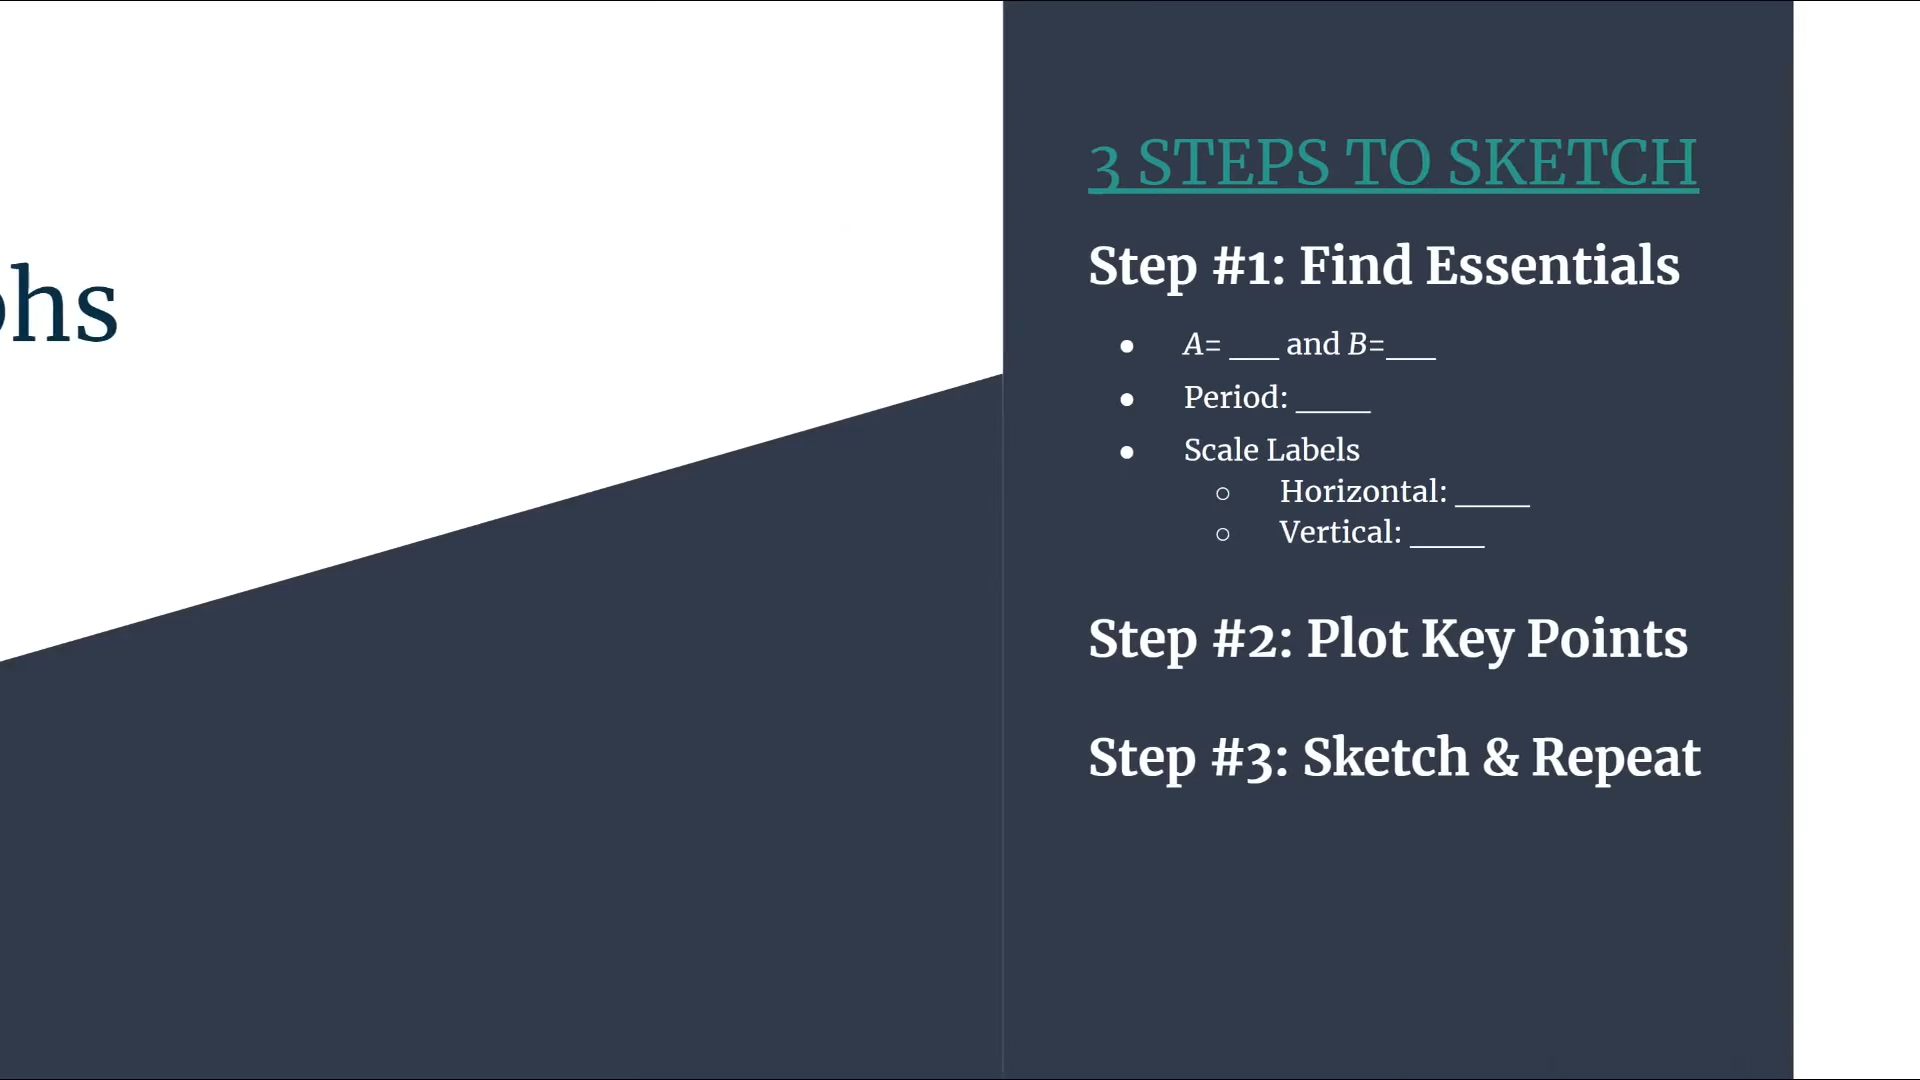 phs
3 STEPS TO SKETCH
Step #1: Find Essentials
● A= ___ and B=___
● Period: ____
● Scale Labels
○ Horizontal: ____
○ Vertical: ____
Step #2: Plot Key Points
Step #3: Sketch & Repeat